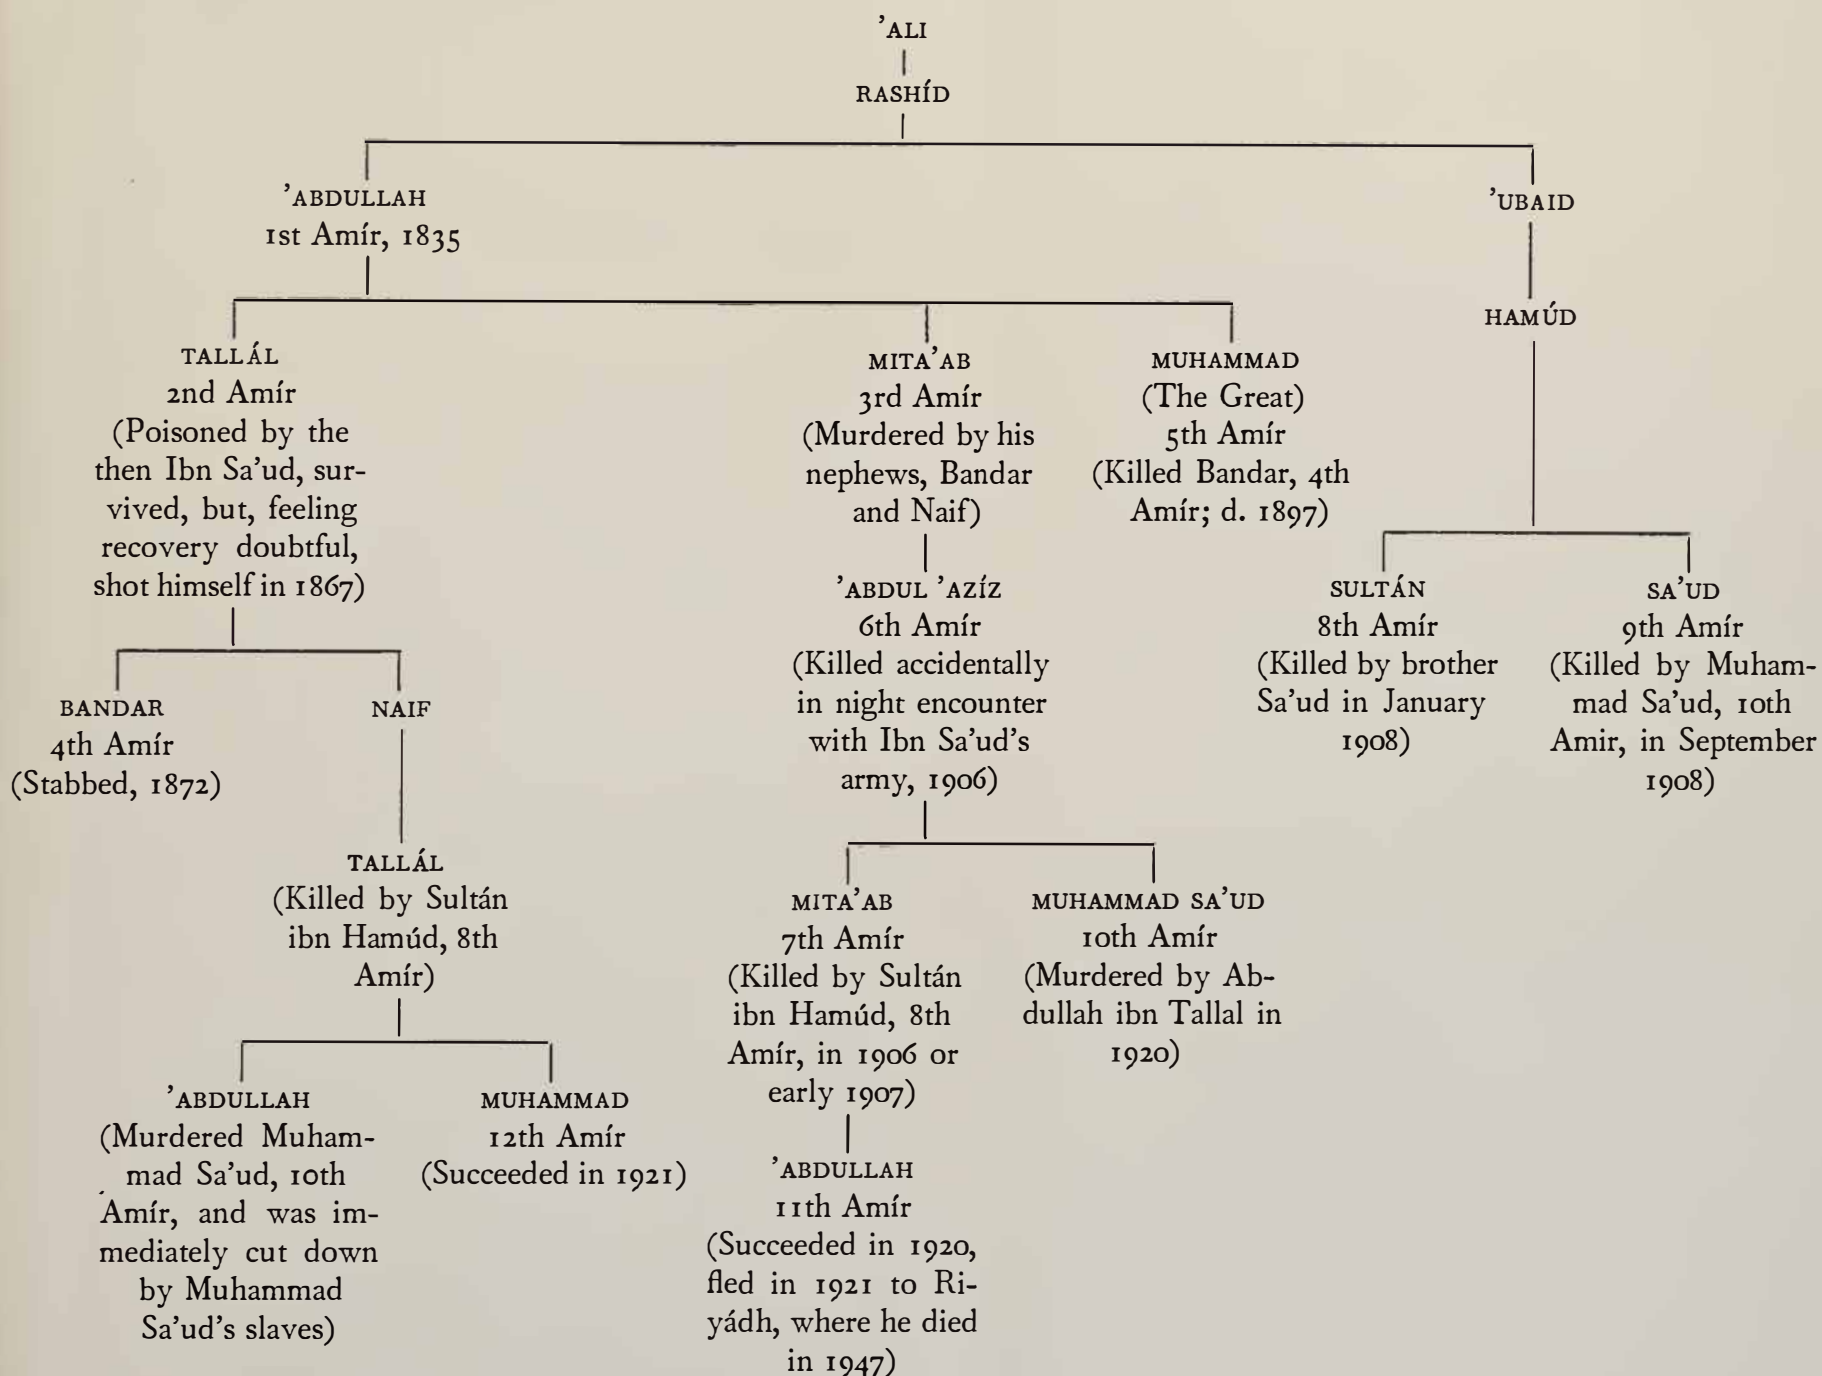 ’ALI
RASHÍD
’ABDULLAH
1st Amír, 1835
’UBAID
HAMÚD
TALLÁL
2nd Amír
(Poisoned by the
then Ibn Sa’ud, sur-
vived, but, feeling
recovery doubtful,
shot himself in 1867)
MITA’AB
3rd Amír
(Murdered by his
nephews, Bandar
and Naif)
MUHAMMAD
(The Great)
5th Amír
(Killed Bandar, 4th
Amír; d. 1897)
BANDAR
4th Amír
(Stabbed, 1872)
NAIF
’ABDUL ’AZÍZ
6th Amír
(Killed accidentally
in night encounter
with Ibn Sa’ud’s
army, 1906)
SULTÁN
8th Amír
(Killed by brother
Sa’ud in January
1908)
SA’UD
9th Amír
(Killed by Muham-
mad Sa’ud, 10th
Amir, in September
1908)
TALLÁL
(Killed by Sultán
ibn Hamúd, 8th
Amír)
MITA’AB
7th Amír
(Killed by Sultán
ibn Hamúd, 8th
Amír, in 1906 or
early 1907)
MUHAMMAD SA’UD
10th Amír
(Murdered by Ab-
dullah ibn Tallal in
1920)
’ABDULLAH
(Murdered Muham-
mad Sa’ud, 10th
Amír, and was im-
mediately cut down
by Muhammad
Sa’ud’s slaves)
MUHAMMAD
12th Amír
(Succeeded in 1921)
’ABDULLAH
11th Amír
(Succeeded in 1920,
fled in 1921 to Ri-
yádh, where he died
in 1947)